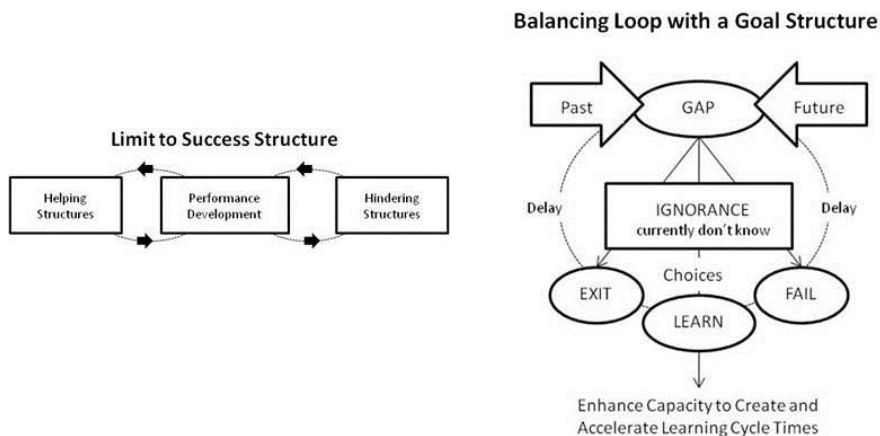 Limit to Success Structure
Helping
Structures
Performance
Development
Hindering
Structures
Balancing Loop with a Goal Structure
Past
GAP
Future
Delay
IGNORANCE
currently don't know
Delay
Choices
EXIT
FAIL
LEARN
Enhance Capacity to Create and
Accelerate Learning Cycle Times